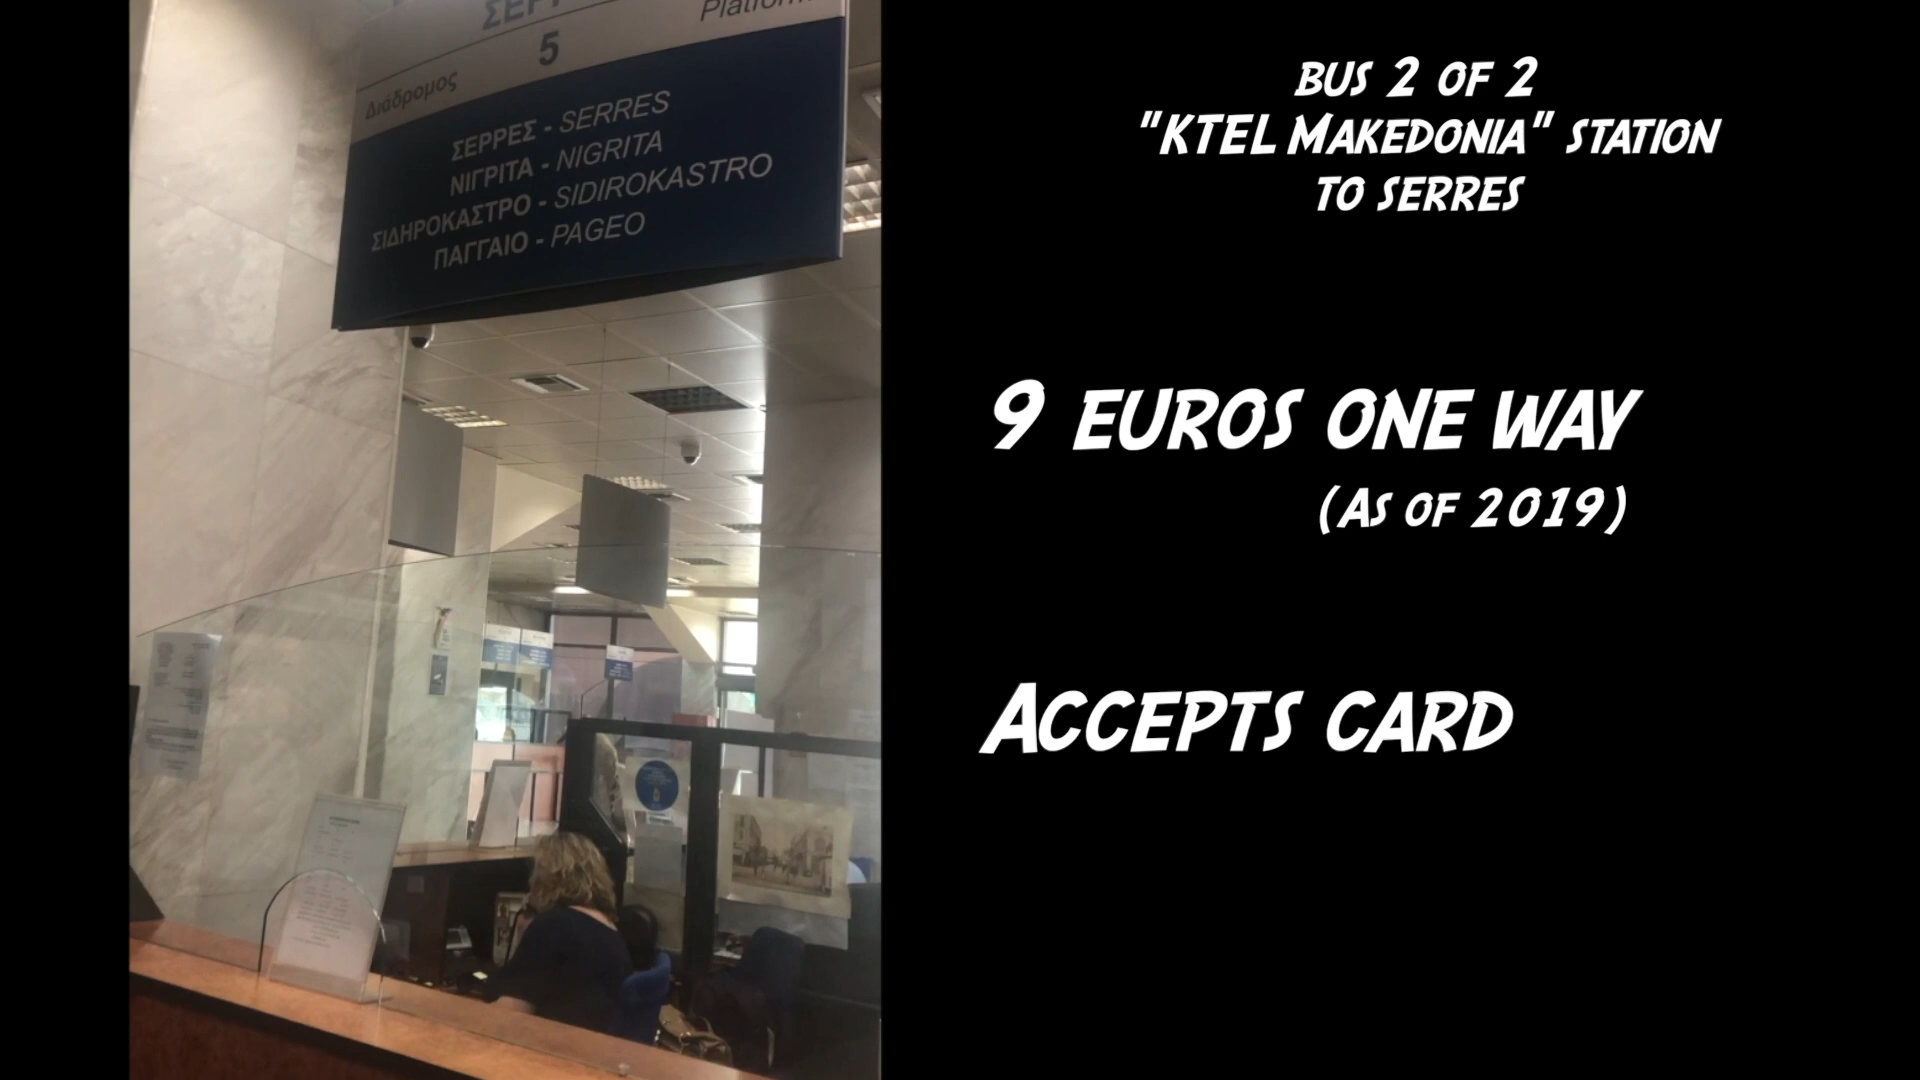 Platform
5
Διάδρομος
ΣΕΡΡΕΣ - SERRES
ΝΙΓΡΙΤΑ - NIGRITA
ΣΙΔΗΡΟΚΑΣΤΡΟ - SIDIROKASTRO
ΠΑΓΓΑΙΟ - PAGEO
BUS 2 OF 2
"KTEL MAKEDONIA" STATION
TO SERRES
9 EUROS ONE WAY
(AS OF 2019)
ACCEPTS CARD